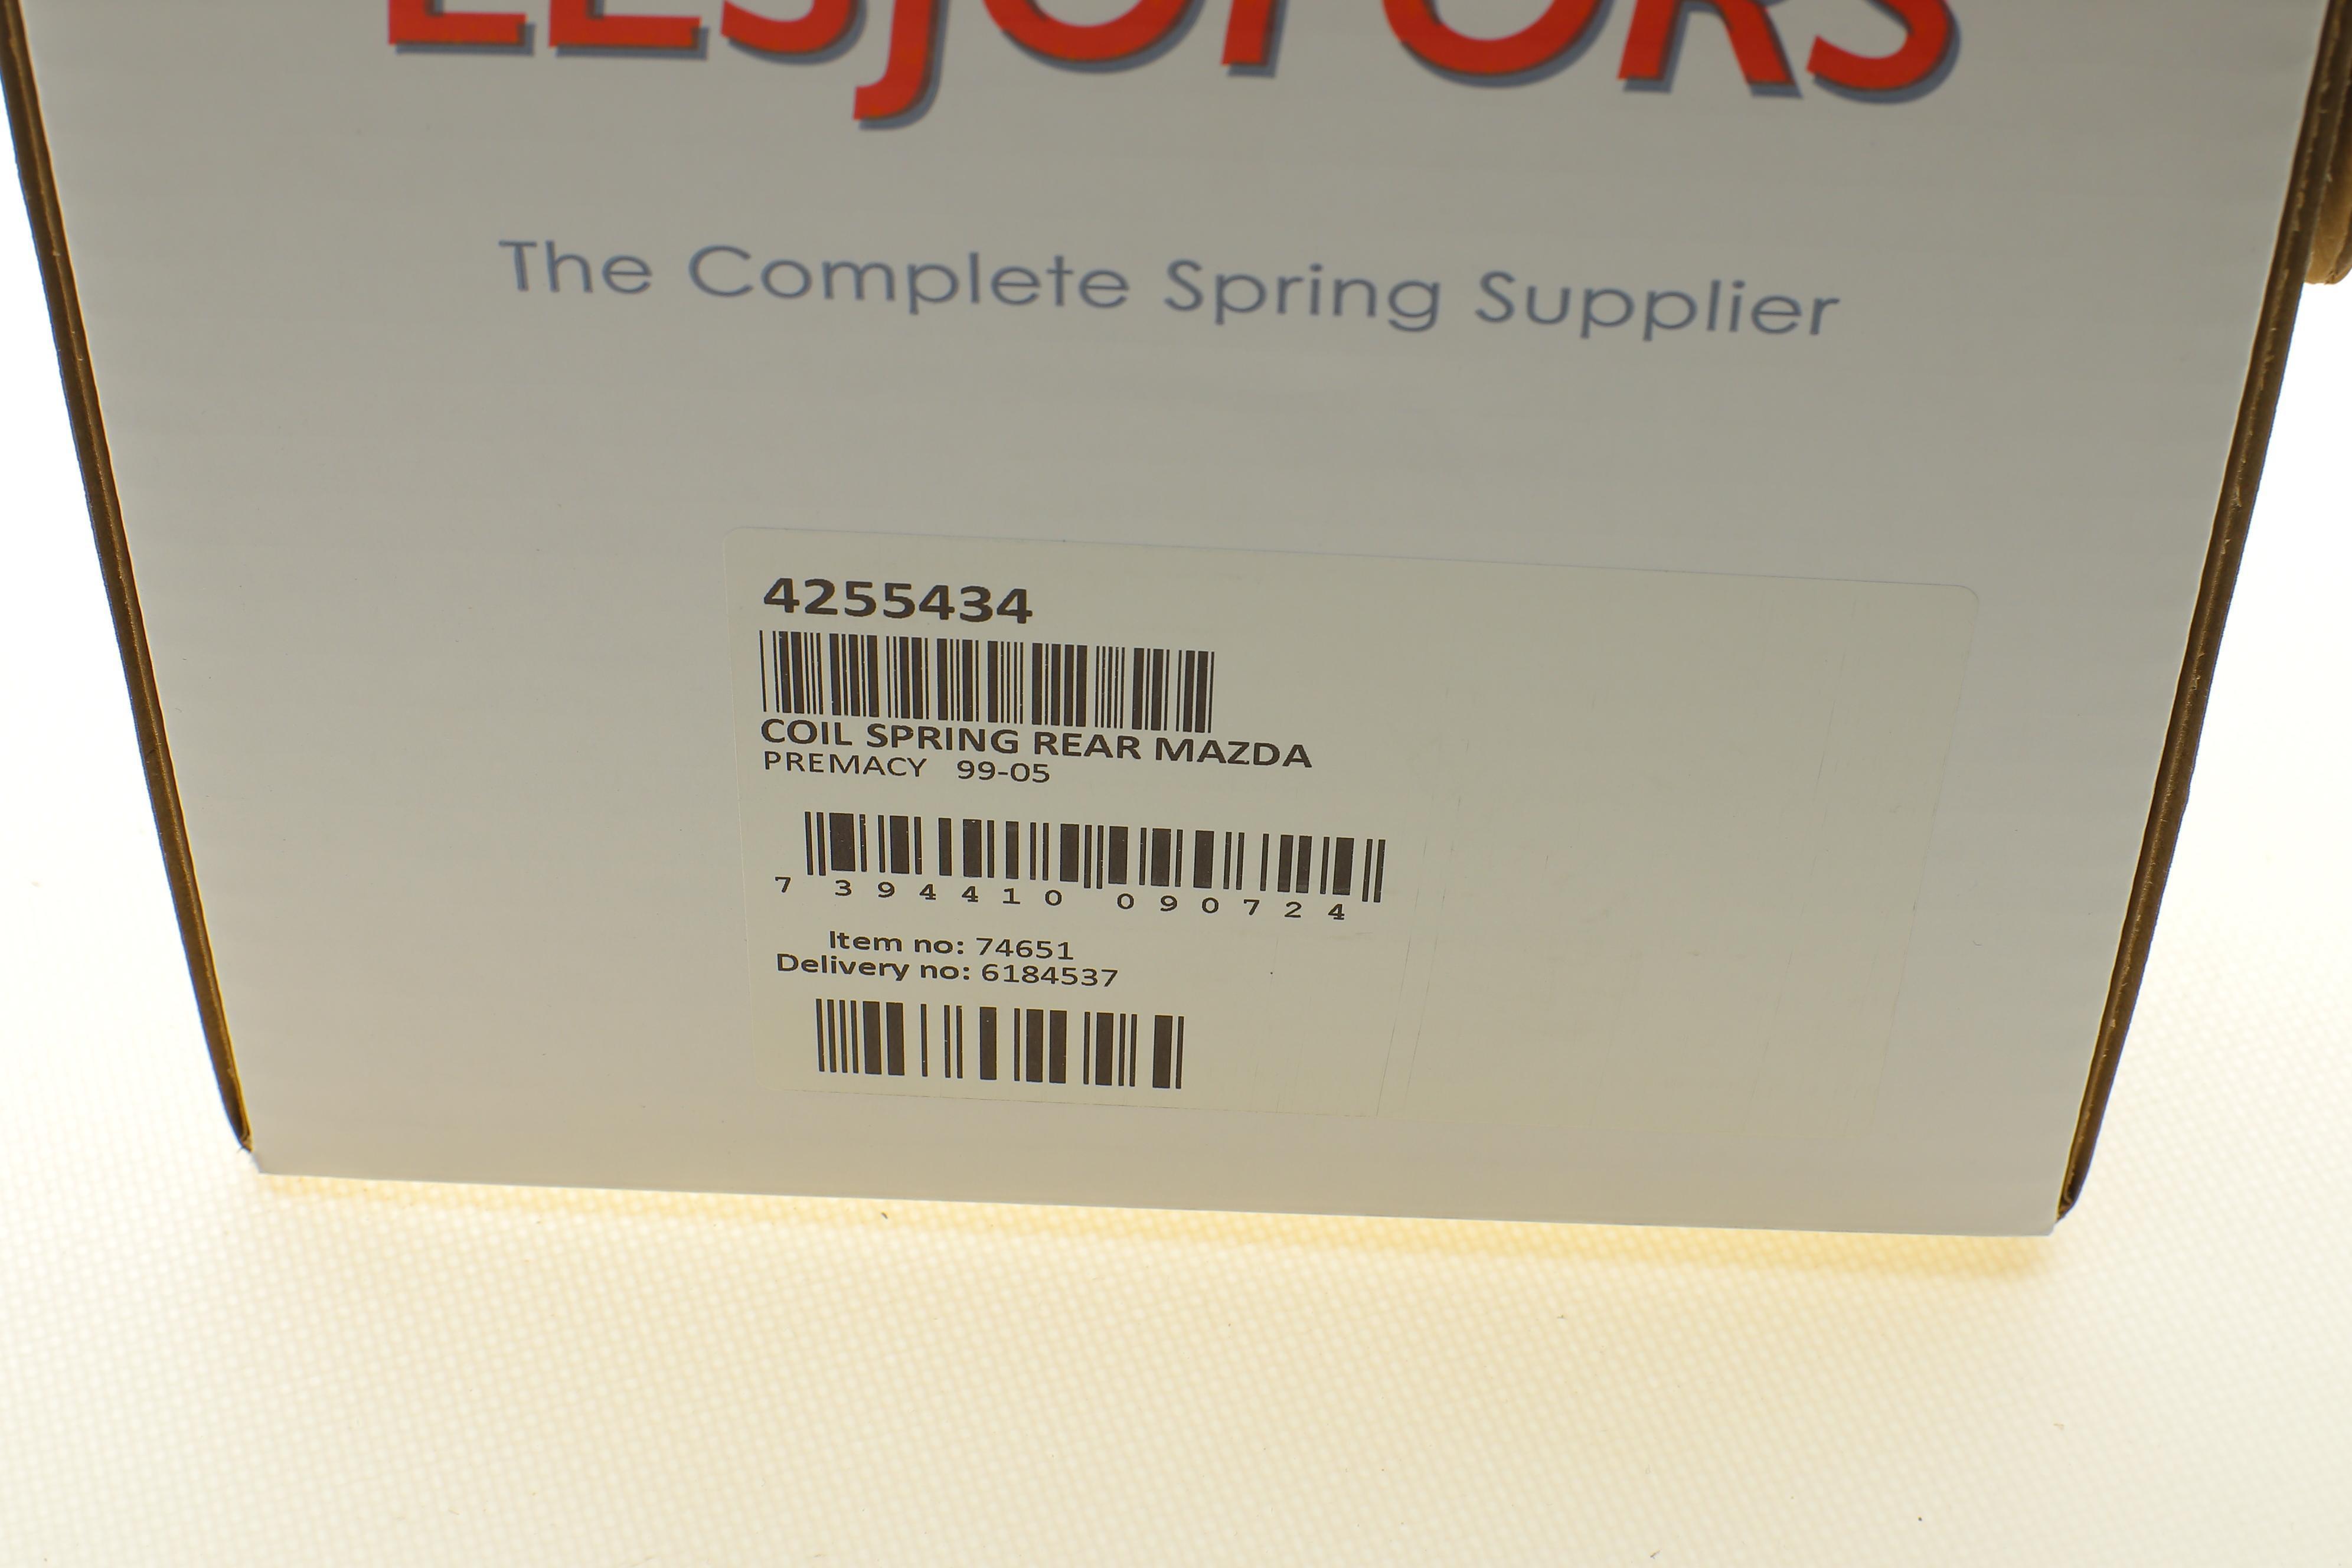 LESJÖFORS
The Complete Spring Supplier
4255434
COIL SPRING REAR MAZDA
PREMACY 99-05
7 394410 090724
Item no: 74651
Delivery no: 6184537